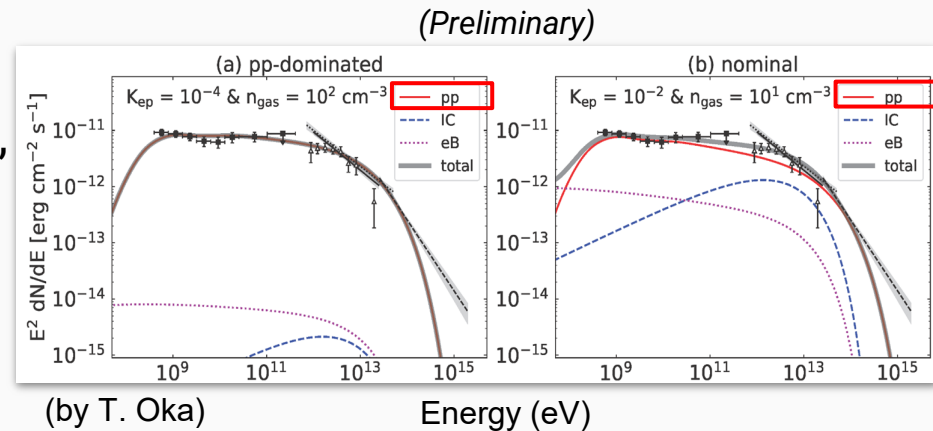 (Preliminary)
(a) pp-dominated
(b) nominal
K_ep = 10^-4 & n_gas = 10^2 cm^-3
pp
IC
eB
total
K_ep = 10^-2 & n_gas = 10^1 cm^-3
pp
IC
eB
total
E^2 dN/dE [erg cm^-2 s^-1]
10^-11
10^-12
10^-13
10^-14
10^-15
10^-11
10^-12
10^-13
10^-14
10^-15
10^9 10^11 10^13 10^15
10^9 10^11 10^13 10^15
(by T. Oka)
Energy (eV)